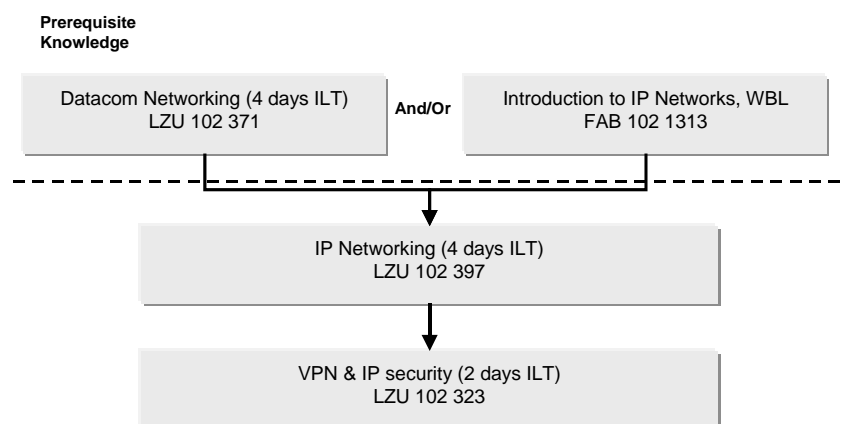 Prerequisite
Knowledge
Datacom Networking (4 days ILT)
LZU 102 371
And/Or
Introduction to IP Networks, WBL
FAB 102 1313
IP Networking (4 days ILT)
LZU 102 397
VPN & IP security (2 days ILT)
LZU 102 323